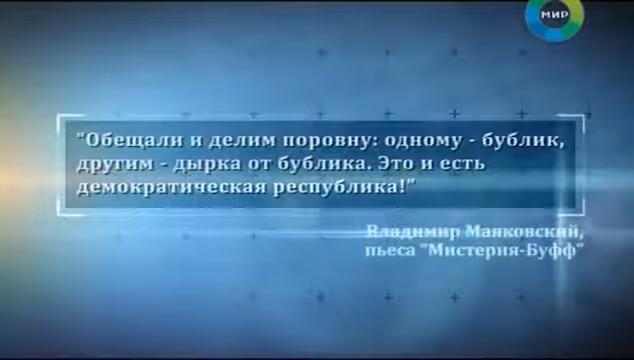 МИР
"Обещали и делим поровну: одному - бублик,
другим - дырка от бублика. Это и есть
демократическая республика!"
Владимир Маяковский,
пьеса "Мистерия-Буфф"